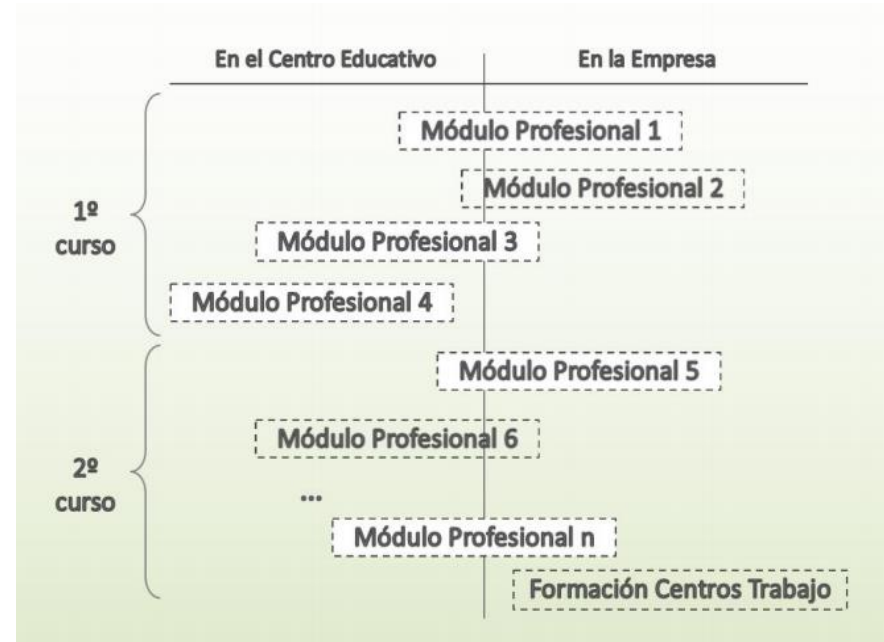 En el Centro Educativo
En la Empresa
1º
curso
Módulo Profesional 1
Módulo Profesional 2
Módulo Profesional 3
Módulo Profesional 4
2º
curso
Módulo Profesional 5
Módulo Profesional 6
...
Módulo Profesional n
Formación Centros Trabajo